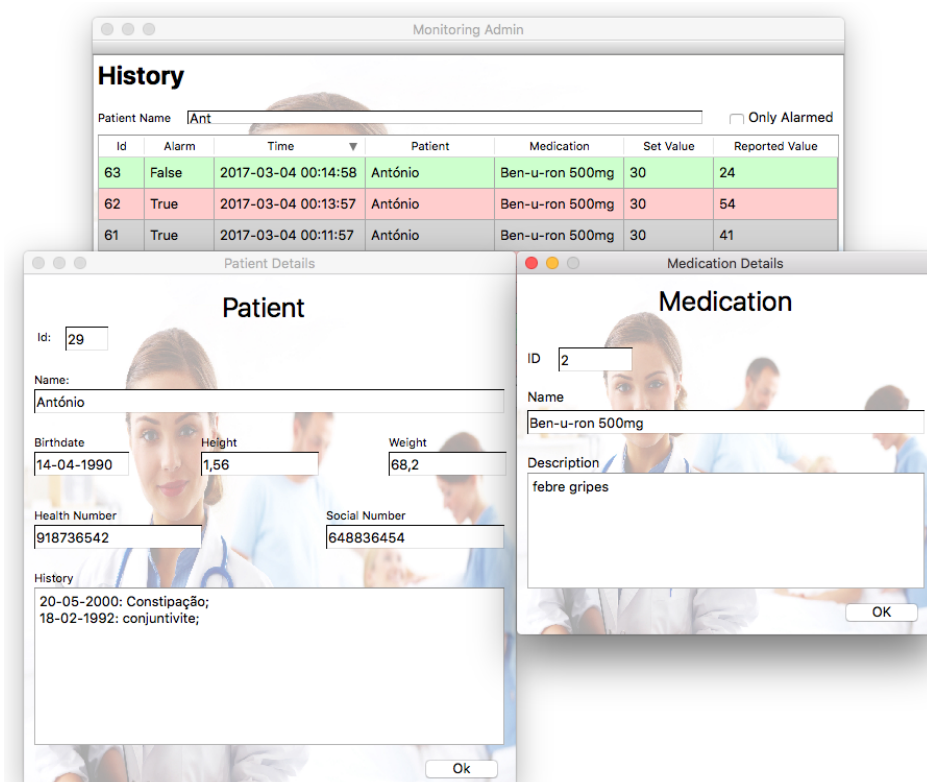 Monitoring Admin
History
Patient Name Ant Only Alarmed
Id Alarm Time ▼ Patient Medication Set Value Reported Value
63 False 2017-03-04 00:14:58 António Ben-u-ron 500mg 30 24
62 True 2017-03-04 00:13:57 António Ben-u-ron 500mg 30 54
61 True 2017-03-04 00:11:57 António Ben-u-ron 500mg 30 41
Patient Details
Patient
Id: 29
Name:
António
Birthdate Height Weight
14-04-1990 1,56 68,2
Health Number Social Number
918736542 648836454
History
20-05-2000: Constipação;
18-02-1992: conjuntivite;
Ok
Medication Details
Medication
ID 2
Name
Ben-u-ron 500mg
Description
febre gripes
OK